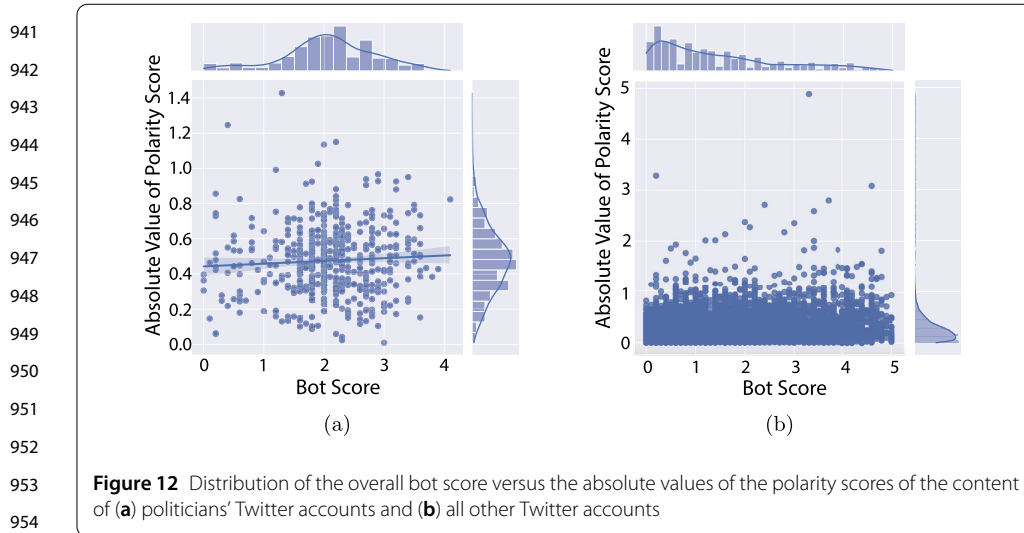 941
942
943
944
945
946
947
948
949
950
951
952
953
954
Absolute Value of Polarity Score
1.4
1.2
1.0
0.8
0.6
0.4
0.2
0.0
0 1 2 3 4
Bot Score
(a)
Absolute Value of Polarity Score
5
4
3
2
1
0
0 1 2 3 4 5
Bot Score
(b)
Figure 12 Distribution of the overall bot score versus the absolute values of the polarity scores of the content
of (a) politicians’ Twitter accounts and (b) all other Twitter accounts